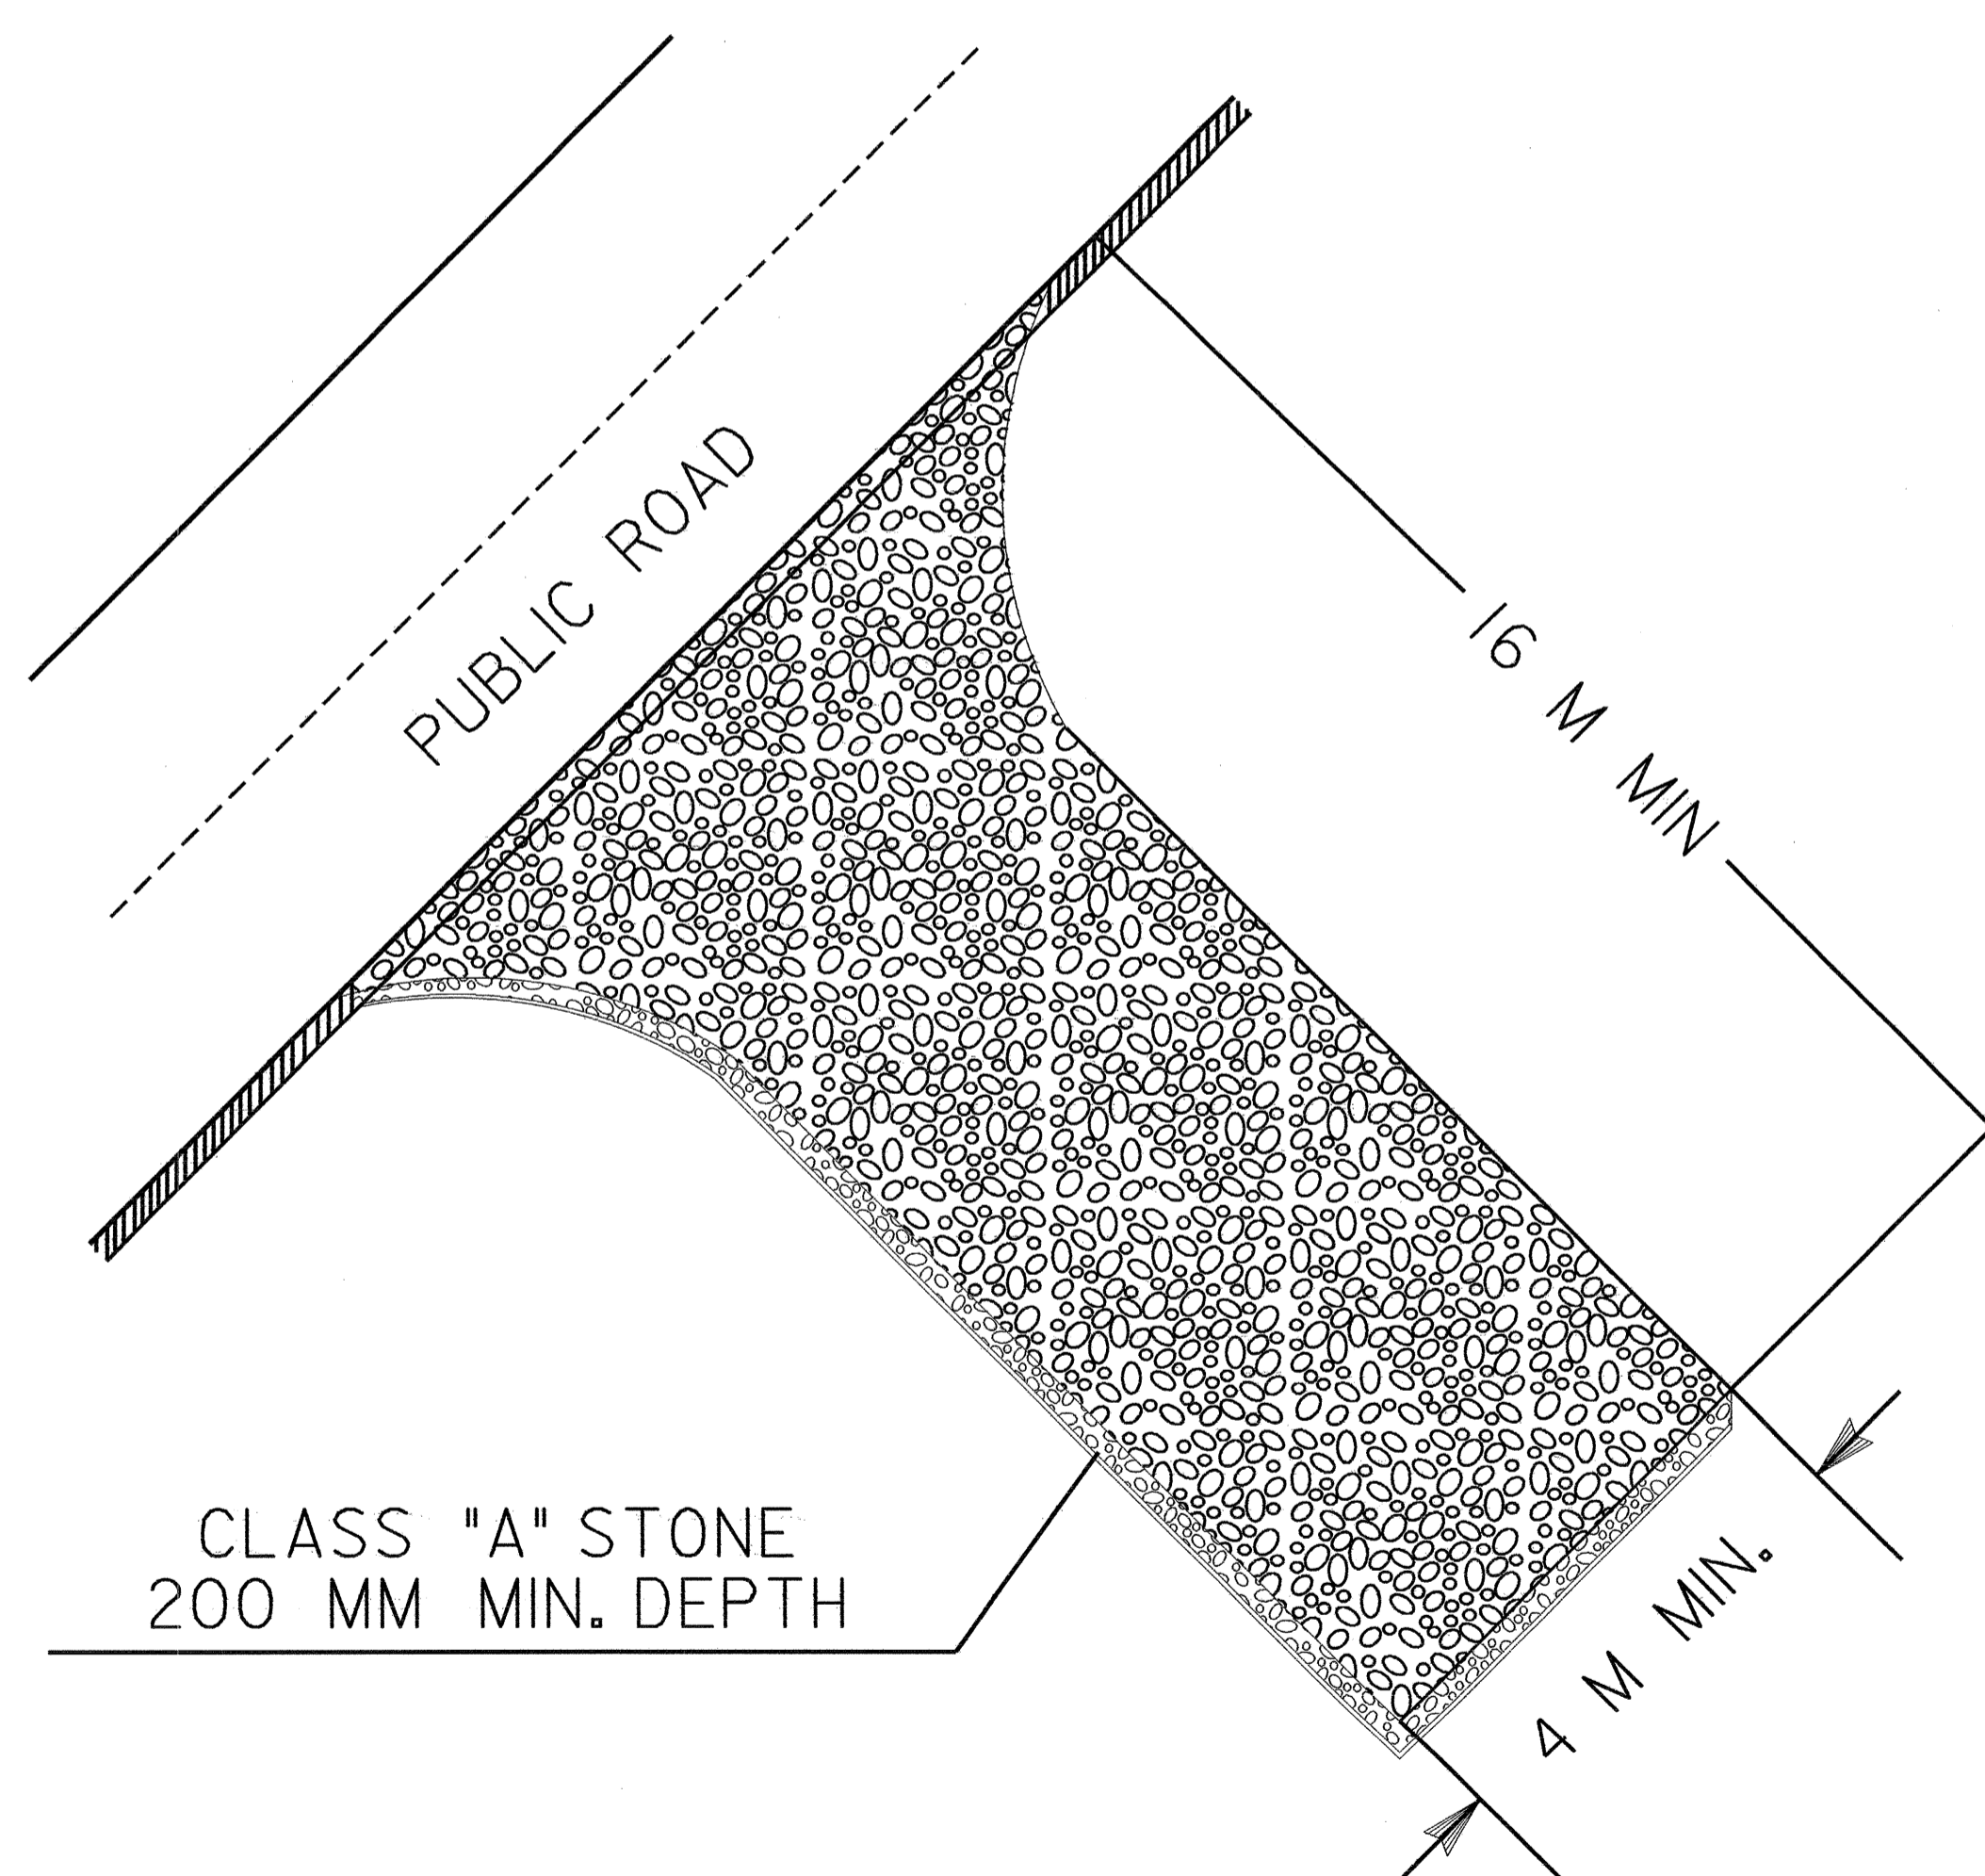 PUBLIC ROAD
16 M MIN
CLASS "A" STONE
200 MM MIN. DEPTH
4 M MIN.